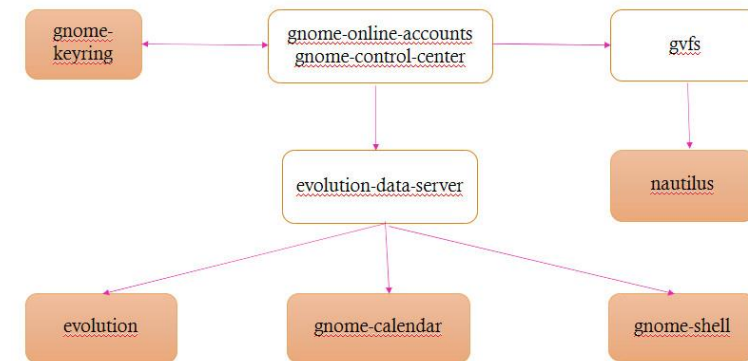 gnome-
keyring
gnome-online-accounts
gnome-control-center
gvfs
evolution-data-server
nautilus
evolution
gnome-calendar
gnome-shell